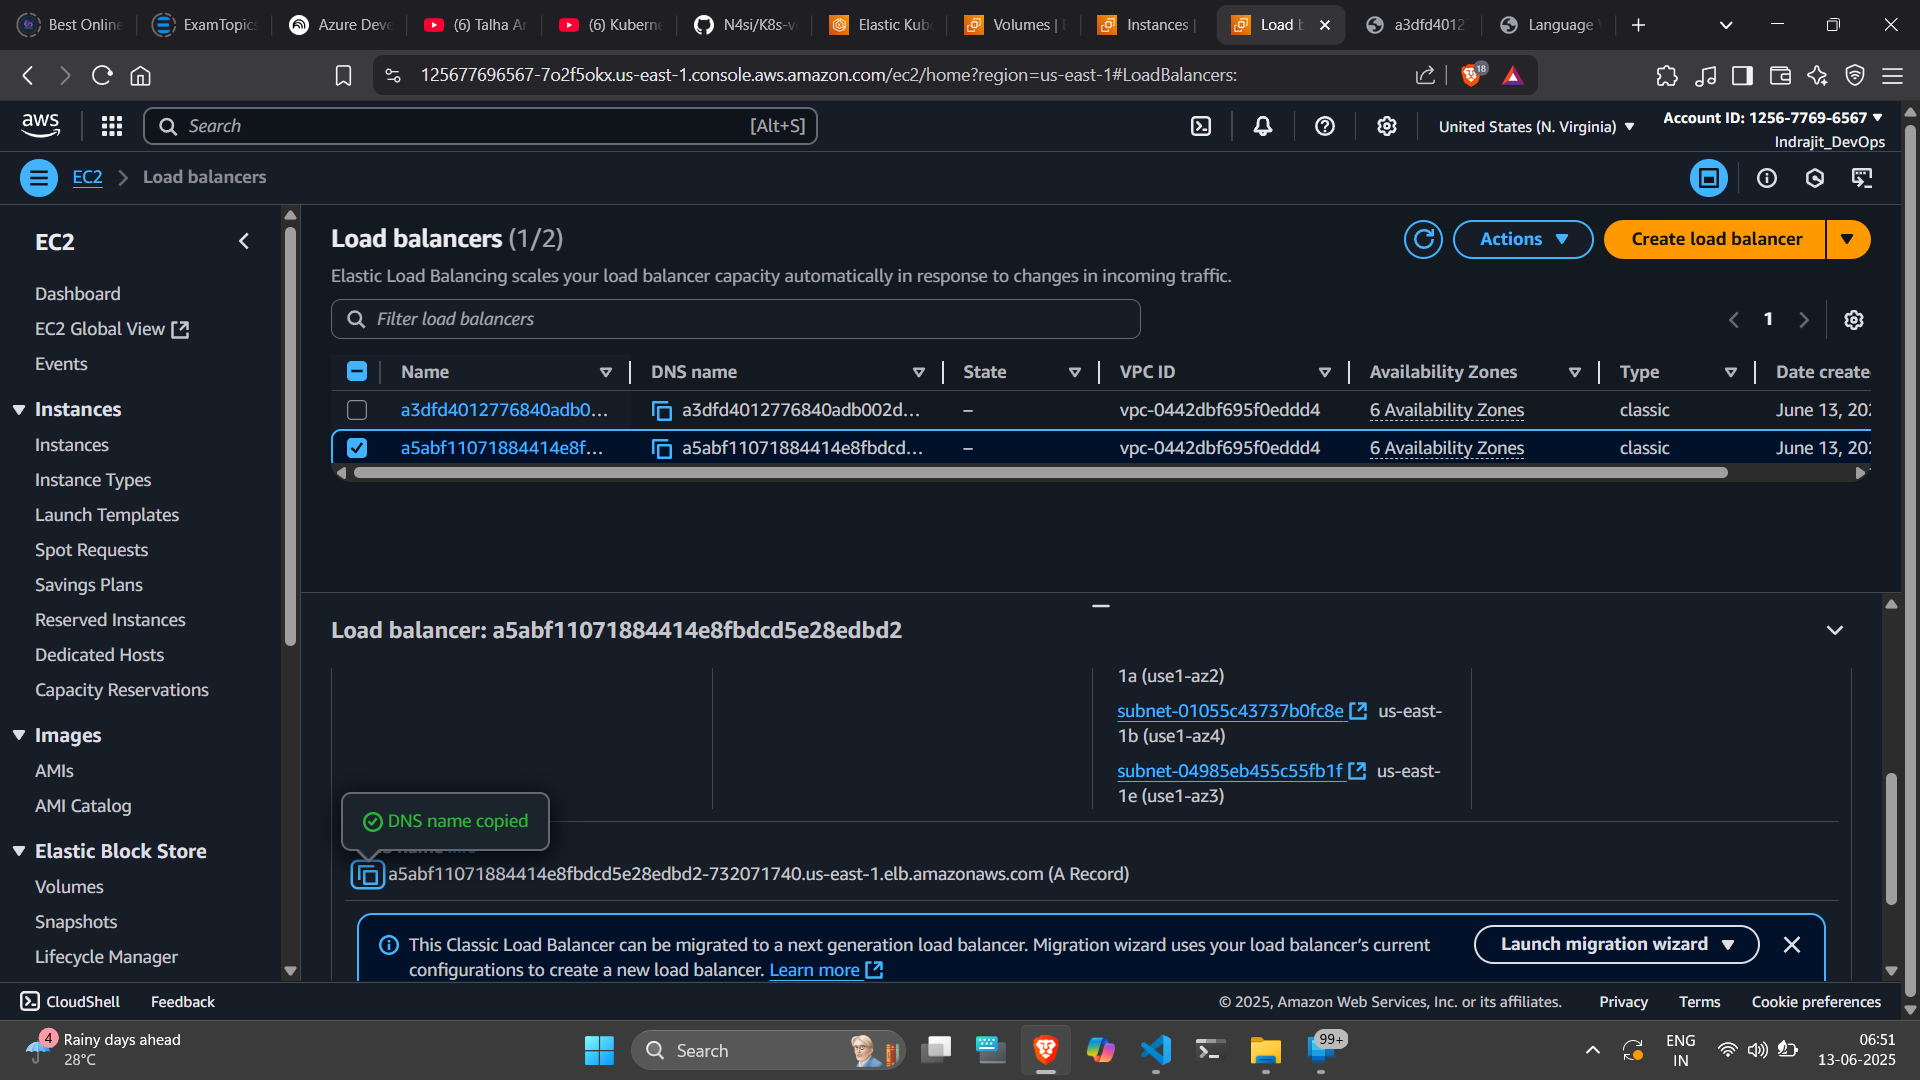 Best Online
ExamTopics
Azure Deve
(6) Talha An
(6) Kuberne
N4si/K8s-v
Elastic Kub
Volumes |
Instances |
Load b
a3dfd4012
Language
125677696567-7o2f5okx.us-east-1.console.aws.amazon.com/ec2/home?region=us-east-1#LoadBalancers:
18
aws
Search
[Alt+S]
United States (N. Virginia)
Account ID: 1256-7769-6567
Indrajit_DevOps
EC2
Load balancers
EC2
Dashboard
EC2 Global View
Events
Instances
Instances
Instance Types
Launch Templates
Spot Requests
Savings Plans
Reserved Instances
Dedicated Hosts
Capacity Reservations
Images
AMIs
AMI Catalog
Elastic Block Store
Volumes
Snapshots
Lifecycle Manager
Load balancers (1/2)
Actions
Create load balancer
Elastic Load Balancing scales your load balancer capacity automatically in response to changes in incoming traffic.
Filter load balancers
1
Name DNS name State VPC ID Availability Zones Type Date create
a3dfd4012776840adb0... a3dfd4012776840adb002d... – vpc-0442dbf695f0eddd4 6 Availability Zones classic June 13, 202
a5abf11071884414e8f... a5abf11071884414e8fbdcd... – vpc-0442dbf695f0eddd4 6 Availability Zones classic June 13, 202
Load balancer: a5abf11071884414e8fbdcd5e28edbd2
1a (use1-az2)
subnet-01055c43737b0fc8e us-east-
1b (use1-az4)
subnet-04985eb455c55fb1f us-east-
1e (use1-az3)
DNS name copied
a5abf11071884414e8fbdcd5e28edbd2-732071740.us-east-1.elb.amazonaws.com (A Record)
This Classic Load Balancer can be migrated to a next generation load balancer. Migration wizard uses your load balancer's current
configurations to create a new load balancer. Learn more
Launch migration wizard
CloudShell
Feedback
© 2025, Amazon Web Services, Inc. or its affiliates.
Privacy
Terms
Cookie preferences
4
Rainy days ahead
28°C
Search
99+
ENG
IN
06:51
13-06-2025